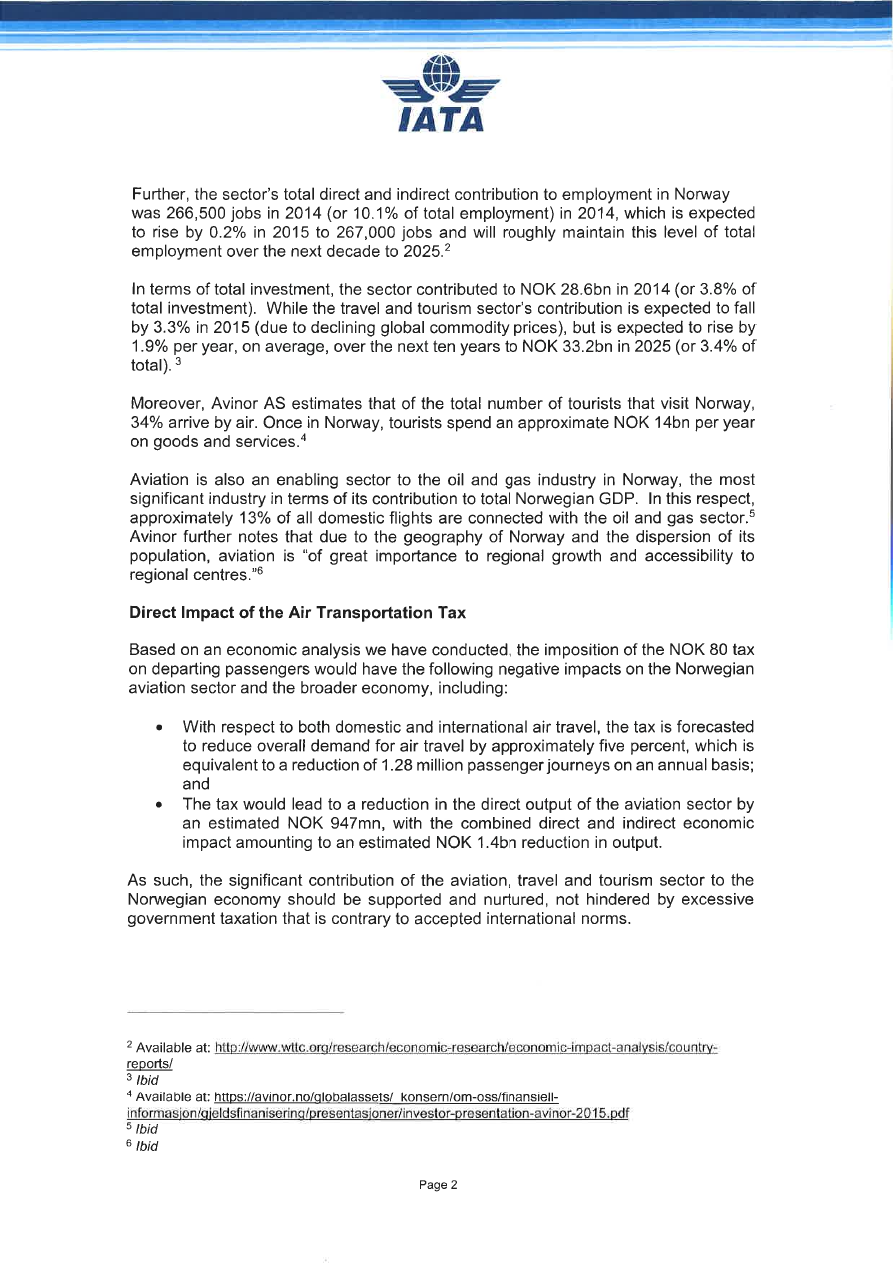 IATA
Further, the sector's total direct and indirect contribution to employment in Norway
was 266,500 jobs in 2014 (or 10.1% of total employment) in 2014, which is expected
to rise by 0.2% in 2015 to 267,000 jobs and will roughly maintain this level of total
employment over the next decade to 2025.²
In terms of total investment, the sector contributed to NOK 28.6bn in 2014 (or 3.8% of
total investment). While the travel and tourism sector's contribution is expected to fall
by 3.3% in 2015 (due to declining global commodity prices), but is expected to rise by
1.9% per year, on average, over the next ten years to NOK 33.2bn in 2025 (or 3.4% of
total). ³
Moreover, Avinor AS estimates that of the total number of tourists that visit Norway,
34% arrive by air. Once in Norway, tourists spend an approximate NOK 14bn per year
on goods and services.⁴
Aviation is also an enabling sector to the oil and gas industry in Norway, the most
significant industry in terms of its contribution to total Norwegian GDP. In this respect,
approximately 13% of all domestic flights are connected with the oil and gas sector.⁵
Avinor further notes that due to the geography of Norway and the dispersion of its
population, aviation is "of great importance to regional growth and accessibility to
regional centres."⁶
Direct Impact of the Air Transportation Tax
Based on an economic analysis we have conducted, the imposition of the NOK 80 tax
on departing passengers would have the following negative impacts on the Norwegian
aviation sector and the broader economy, including:
• With respect to both domestic and international air travel, the tax is forecasted
to reduce overall demand for air travel by approximately five percent, which is
equivalent to a reduction of 1.28 million passenger journeys on an annual basis;
and
• The tax would lead to a reduction in the direct output of the aviation sector by
an estimated NOK 947mn, with the combined direct and indirect economic
impact amounting to an estimated NOK 1.4bn reduction in output.
As such, the significant contribution of the aviation, travel and tourism sector to the
Norwegian economy should be supported and nurtured, not hindered by excessive
government taxation that is contrary to accepted international norms.
² Available at: http://www.wttc.org/research/economic-research/economic-impact-analysis/country-
reports/
³ Ibid
⁴ Available at: https://avinor.no/globalassets/_konsern/om-oss/finansiell-
informasjon/gjeldsfinanisering/presentasjoner/investor-presentation-avinor-2015.pdf
⁵ Ibid
⁶ Ibid
Page 2